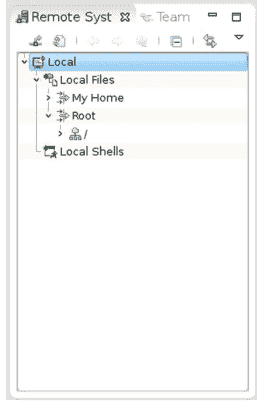 Remote Syst Team
Local
Local Files
My Home
Root
/
Local Shells